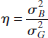 η = σ_B^2 / σ_G^2